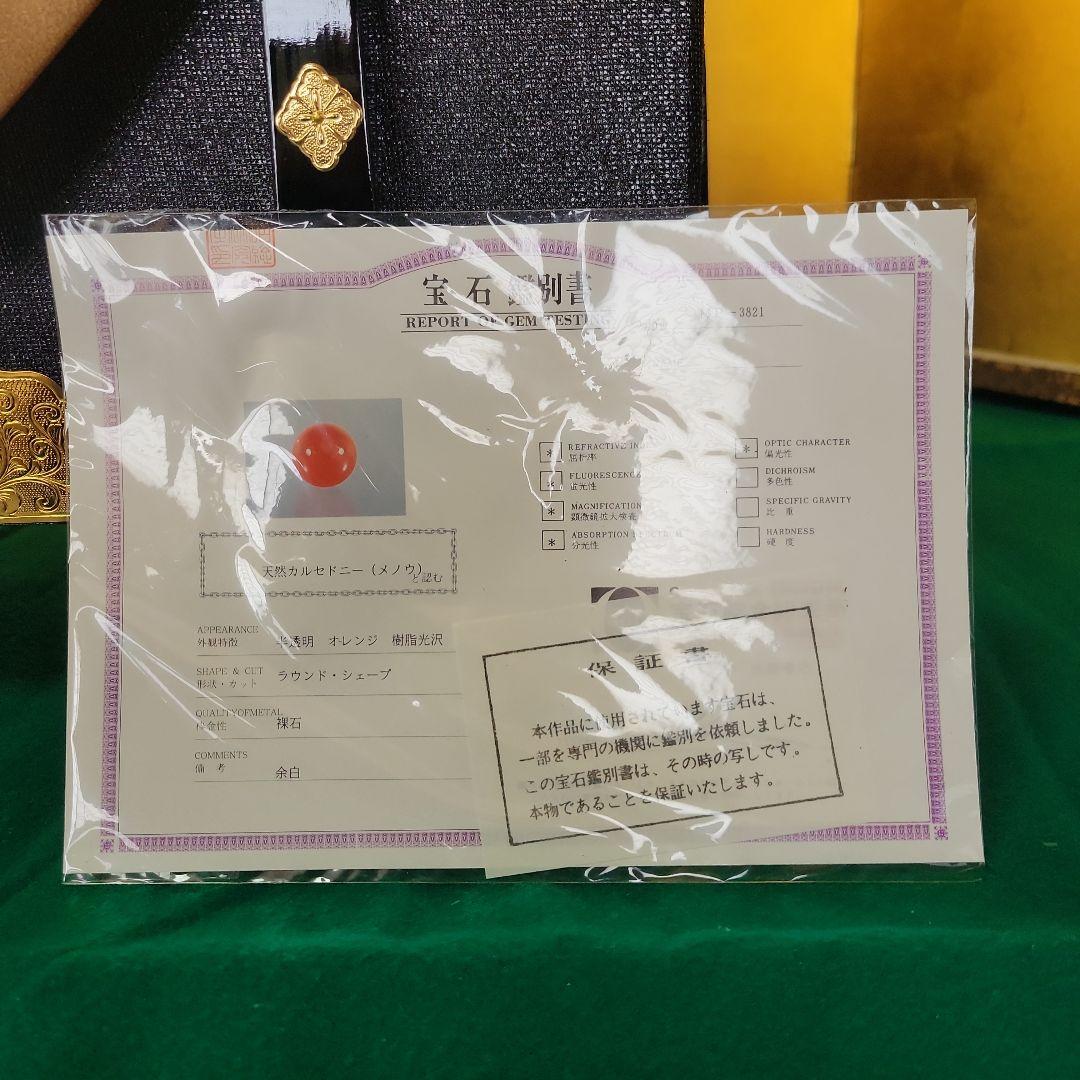 宝石鑑別書
REPORT OF GEM TESTING
-3821
REFRACTIVE
屈折率
FLUORESCENCE
蛍光性
MAGNIFICATION
顕微鏡拡大検査
ABSORPTION
分光性
OPTIC CHARACTER
偏光性
DICHROISM
多色性
SPECIFIC GRAVITY
比 重
HARDNESS
硬 度
天然カルセドニー(メノウ)
と認む
APPEARANCE
外観特徴 半透明 オレンジ 樹脂光沢
SHAPE & CUT
形状・カット ラウンド・シェープ
QUALITYOFMETAL
裸石
COMMENTS
備 考 余白
保証書
本作品に使用されています宝石は、
一部を専門の機関に鑑別を依頼しました。
この宝石鑑別書は、その時の写しです。
本物であることを保証いたします。